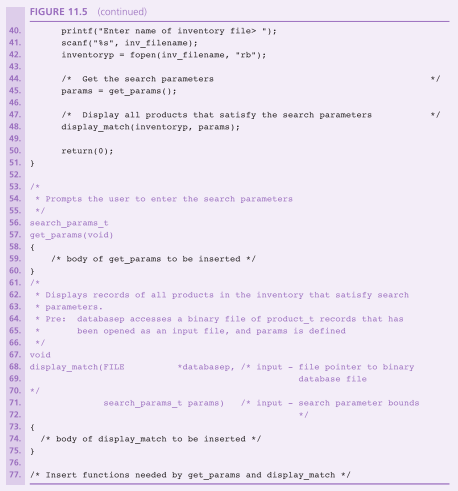 FIGURE 11.5 (continued)
40. printf("Enter name of inventory file> ");
41. scanf("%s", inv_filename);
42. inventoryp = fopen(inv_filename, "rb");
43.
44. /* Get the search parameters */
45. params = get_params();
46.
47. /* Display all products that satisfy the search parameters */
48. display_match(inventoryp, params);
49.
50. return(0);
51. }
52.
53. /*
54. * Prompts the user to enter the search parameters
55. */
56. search_params_t
57. get_params(void)
58. {
59. /* body of get_params to be inserted */
60. }
61. /*
62. * Displays records of all products in the inventory that satisfy search
63. * parameters.
64. * Pre: databasep accesses a binary file of product_t records that has
65. * been opened as an input file, and params is defined
66. */
67. void
68. display_match(FILE *databasep, /* input - file pointer to binary
69. database file
70. */
71. search_params_t params) /* input - search parameter bounds
72. */
73. {
74. /* body of display_match to be inserted */
75. }
76.
77. /* Insert functions needed by get_params and display_match */